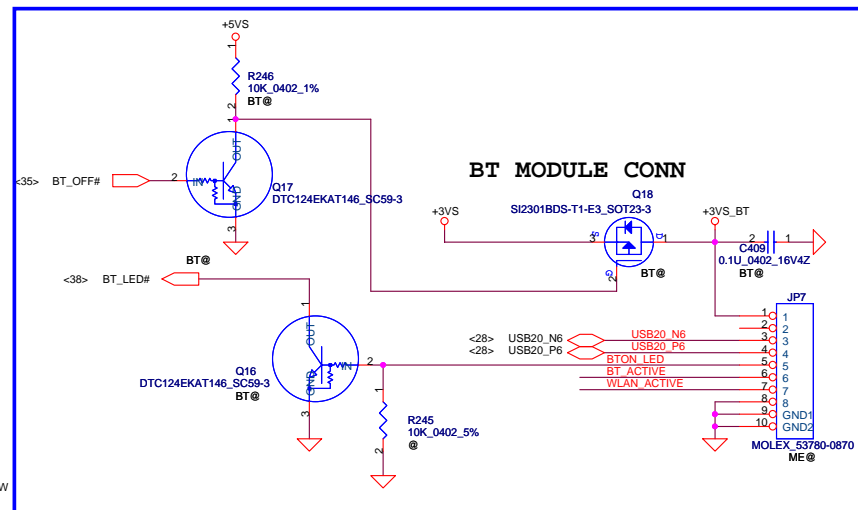 +5VS
1
R246
10K_0402_1%
BT@
2
1
OUT
<35> BT_OFF#
2
IN
GND
3
Q17
DTC124EKAT146_SC59-3
BT@
BT MODULE CONN
Q18
SI2301BDS-T1-E3_SOT23-3
+3VS
3
S
D
1
G
2
BT@
+3VS_BT
2
1
C409
0.1U_0402_16V4Z
BT@
<38> BT_LED#
1
OUT
2
IN
GND
3
Q16
DTC124EKAT146_SC59-3
BT@
1
R245
10K_0402_5%
@
2
JP7
1 1
2 2
<28> USB20_N6 USB20_N6 3 3
<28> USB20_P6 USB20_P6 4 4
BTON_LED 5 5
BT_ACTIVE 6 6
WLAN_ACTIVE 7 7
8 8
9 GND1
10 GND2
MOLEX_53780-0870
ME@
W